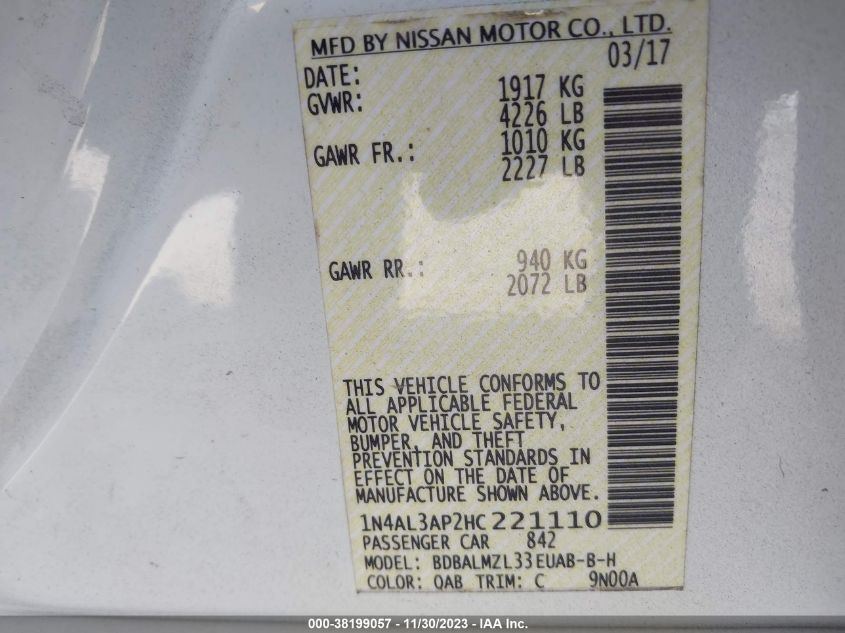 MFD BY NISSAN MOTOR CO., LTD.
DATE: 03/17
GVWR: 1917 KG
4226 LB
GAWR FR.: 1010 KG
2227 LB
GAWR RR.: 940 KG
2072 LB
THIS VEHICLE CONFORMS TO
ALL APPLICABLE FEDERAL
MOTOR VEHICLE SAFETY,
BUMPER, AND THEFT
PREVENTION STANDARDS IN
EFFECT ON THE DATE OF
MANUFACTURE SHOWN ABOVE.
1N4AL3AP2HC221110
PASSENGER CAR 842
MODEL: BDBALMZL33EUAB-B-H
COLOR: QAB TRIM: C 9N00A
000-38199057 - 11/30/2023 - IAA Inc.